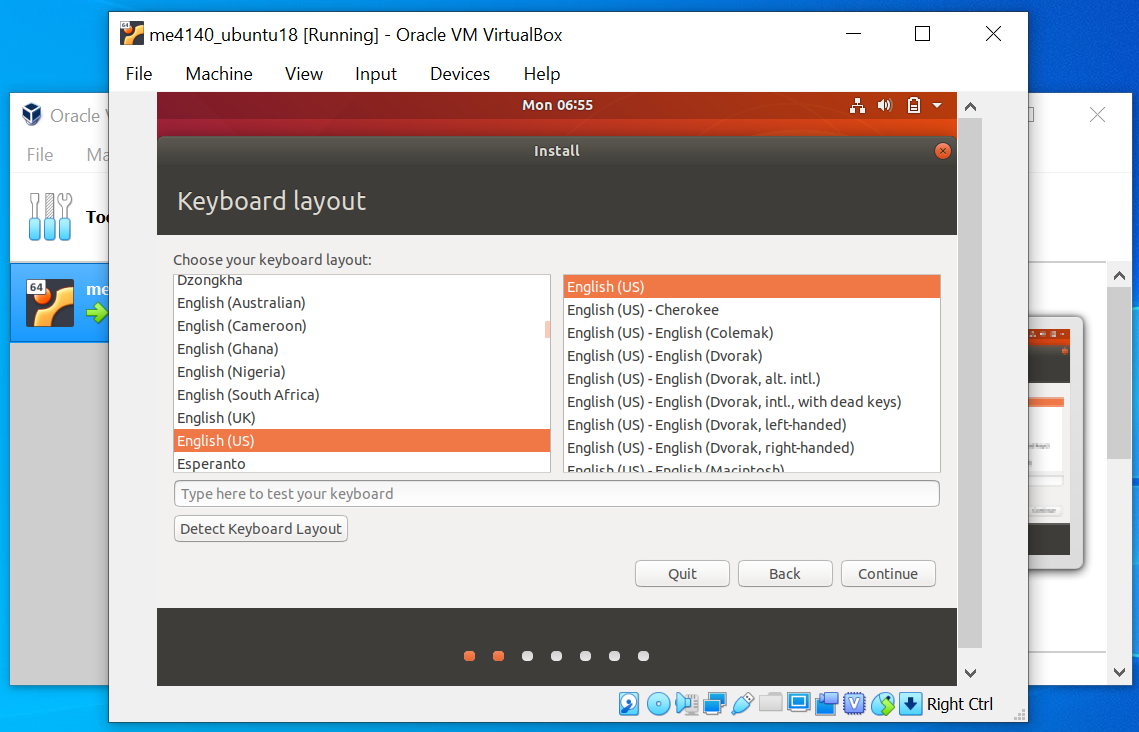 me4140_ubuntu18 [Running] - Oracle VM VirtualBox
File Machine View Input Devices Help
Oracle
File
64
Mon 06:55
Install
Keyboard layout
Choose your keyboard layout:
Dzongkha
English (Australian)
English (Cameroon)
English (Ghana)
English (Nigeria)
English (South Africa)
English (UK)
English (US)
Esperanto
English (US)
English (US) - Cherokee
English (US) - English (Colemak)
English (US) - English (Dvorak)
English (US) - English (Dvorak, alt. intl.)
English (US) - English (Dvorak, intl., with dead keys)
English (US) - English (Dvorak, left-handed)
English (US) - English (Dvorak, right-handed)
English (US) - English (Macintosh)
Type here to test your keyboard
Detect Keyboard Layout
Quit Back Continue
Right Ctrl